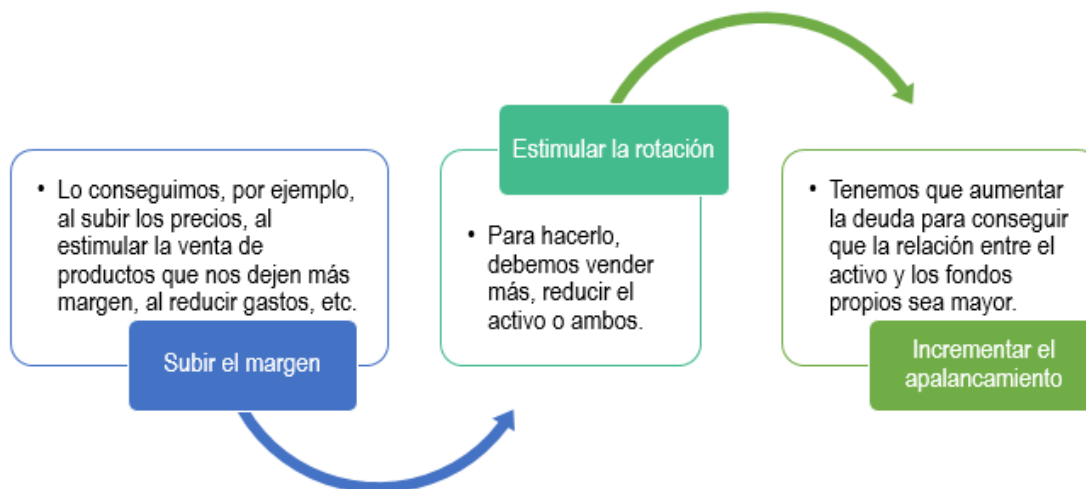 • Lo conseguimos, por ejemplo,
al subir los precios, al
estimular la venta de
productos que nos dejen más
margen, al reducir gastos, etc.
Subir el margen
Estimular la rotación
• Para hacerlo,
debemos vender
más, reducir el
activo o ambos.
• Tenemos que aumentar
la deuda para conseguir
que la relación entre el
activo y los fondos
propios sea mayor.
Incrementar el
apalancamiento